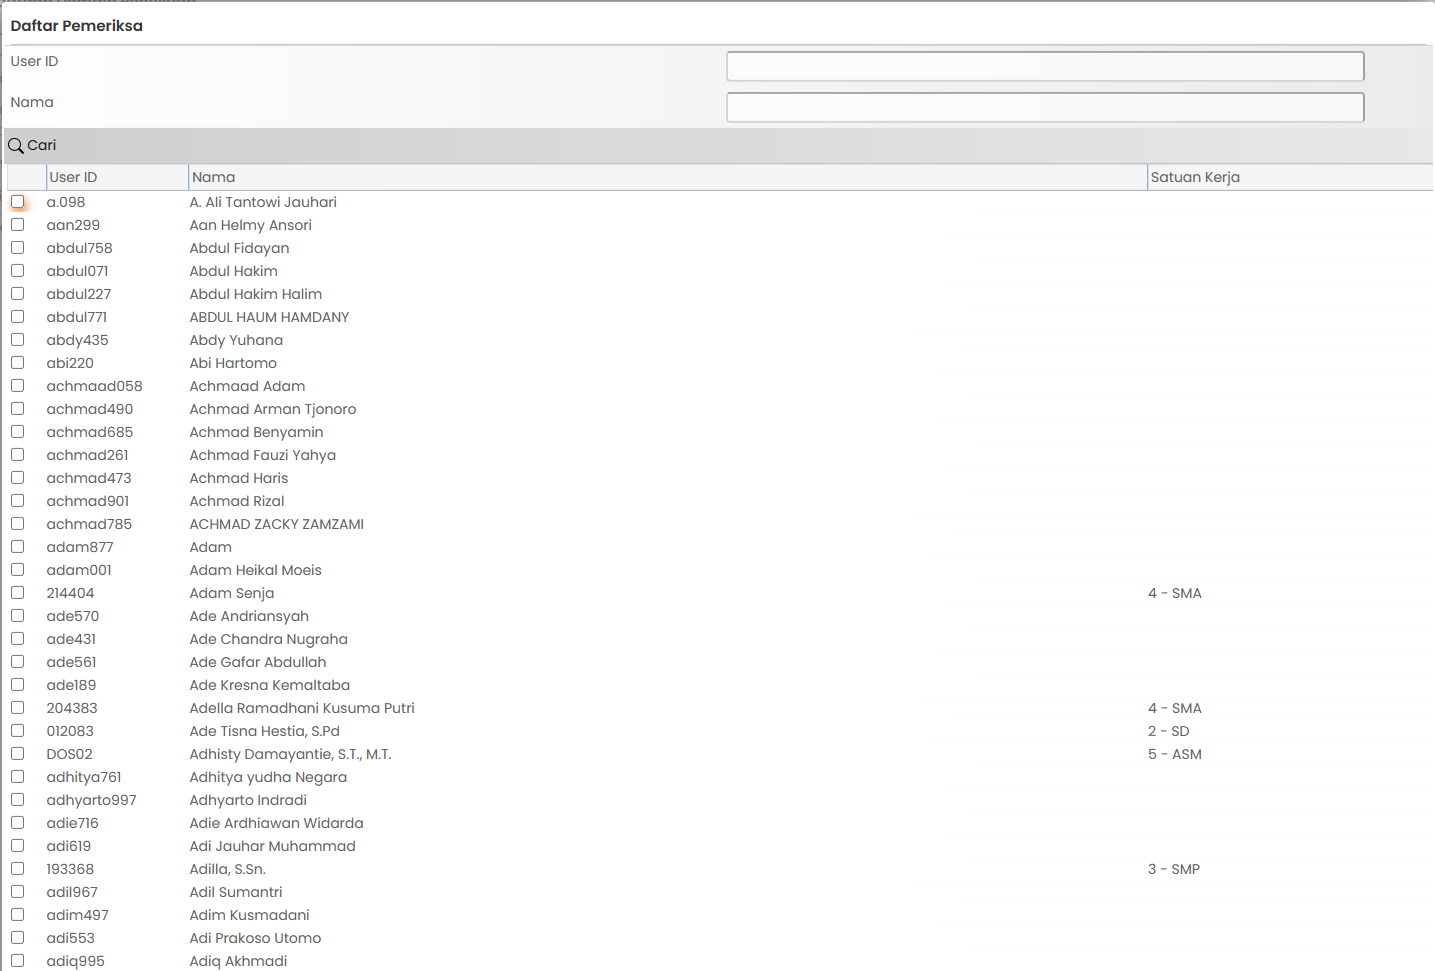 Daftar Pemeriksa
User ID
Nama
Cari
User ID Nama Satuan Kerja
a.098 A. Ali Tantowi Jauhari
aan299 Aan Helmy Ansori
abdul758 Abdul Fidayan
abdul071 Abdul Hakim
abdul227 Abdul Hakim Halim
abdul771 ABDUL HAUM HAMDANY
abdy435 Abdy Yuhana
abi220 Abi Hartomo
achmaad058 Achmaad Adam
achmad490 Achmad Arman Tjonoro
achmad685 Achmad Benyamin
achmad261 Achmad Fauzi Yahya
achmad473 Achmad Haris
achmad901 Achmad Rizal
achmad785 ACHMAD ZACKY ZAMZAMI
adam877 Adam
adam001 Adam Heikal Moeis
214404 Adam Senja 4 - SMA
ade570 Ade Andriansyah
ade431 Ade Chandra Nugraha
ade561 Ade Gafar Abdullah
ade189 Ade Kresna Kemaltaba
204383 Adella Ramadhani Kusuma Putri 4 - SMA
012083 Ade Tisna Hestia, S.Pd 2 - SD
DOS02 Adhisty Damayantie, S.T., M.T. 5 - ASM
adhitya761 Adhitya yudha Negara
adhyarto997 Adhyarto Indradi
adie716 Adie Ardhiawan Widarda
adi619 Adi Jauhar Muhammad
193368 Adilla, S.Sn. 3 - SMP
adil967 Adil Sumantri
adim497 Adim Kusmadani
adi553 Adi Prakoso Utomo
adiq995 Adiq Akhmadi